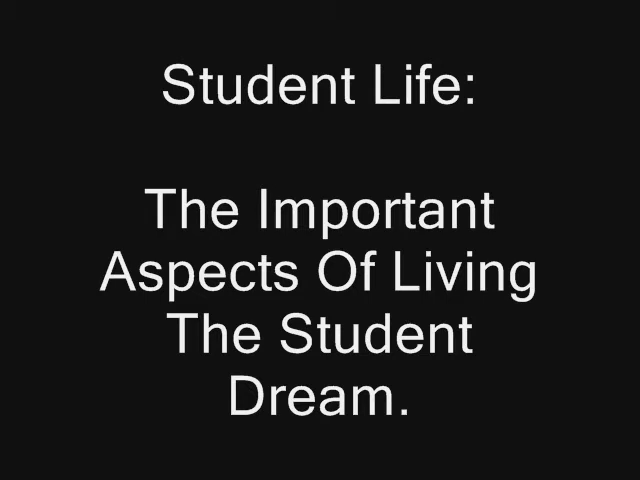 Student Life:
The Important
Aspects Of Living
The Student
Dream.